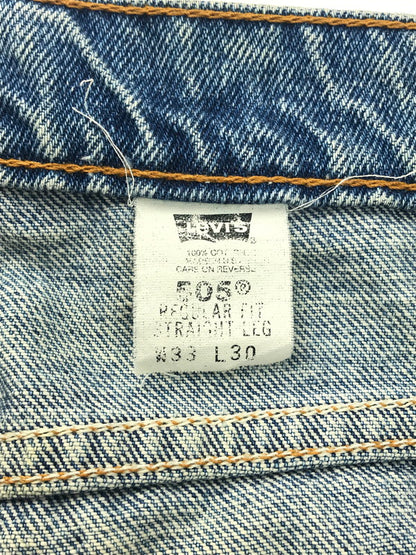 Levi's
®
100% COTTON
CARE ON REVERSE
505®
REGULAR FIT
STRAIGHT LEG
W33 L30